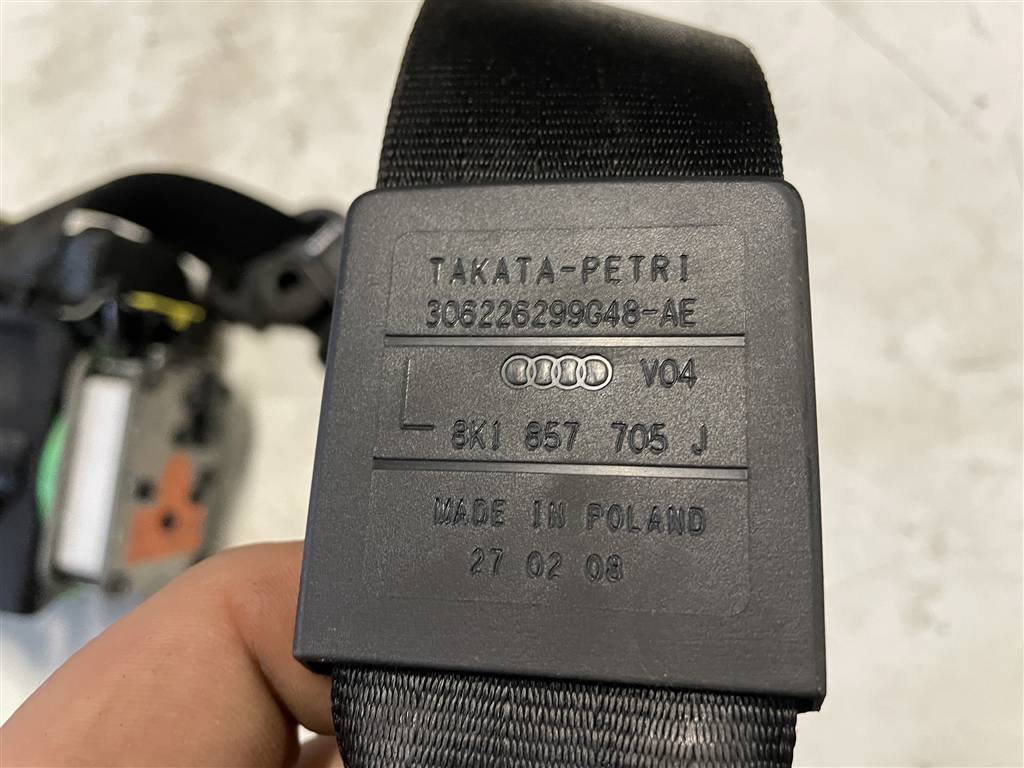 TAKATA-PETRI
306226299G48-AE
V04
L 8K1 857 705 J
MADE IN POLAND
27 02 08